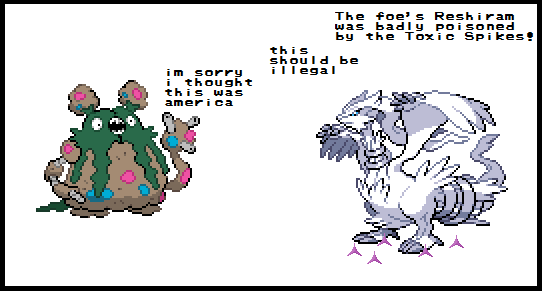 The foe's Reshiram
was badly poisoned
by the Toxic Spikes!
this
should be
illegal
im sorry
i thought
this was
america